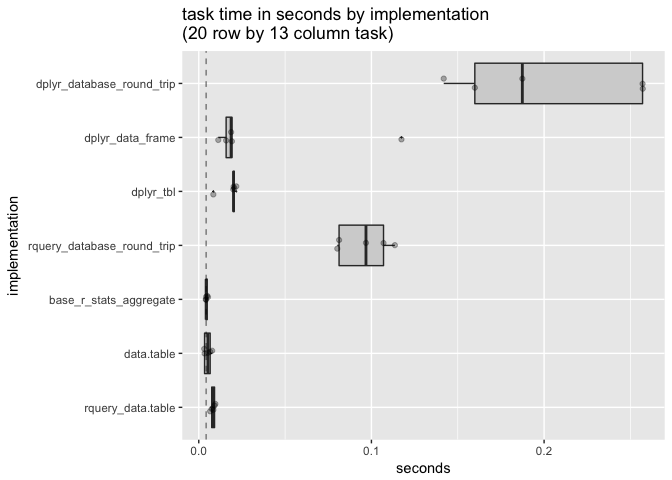 task time in seconds by implementation
(20 row by 13 column task)
implementation
dplyr_database_round_trip
dplyr_data_frame
dplyr_tbl
rquery_database_round_trip
base_r_stats_aggregate
data.table
rquery_data.table
0.0
0.1
0.2
seconds